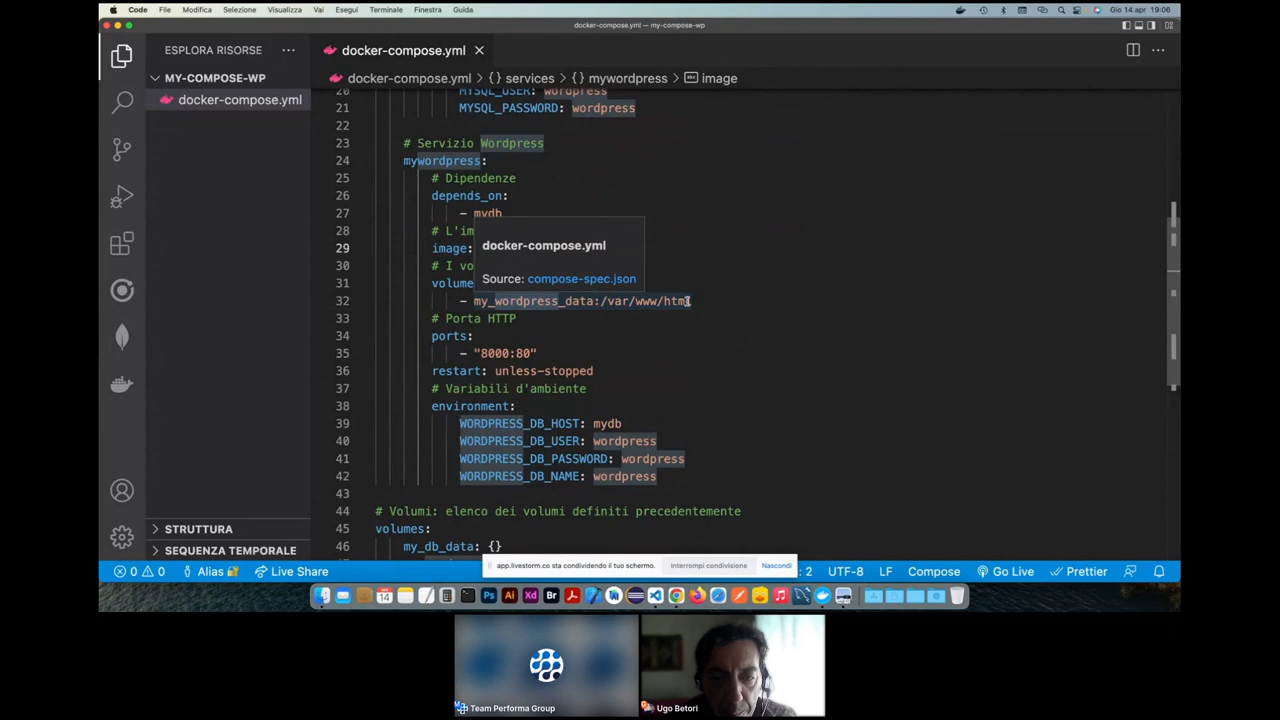 Code File Modifica Selezione Visualizza Vai Esegui Terminale Finestra Guida Gio 14 apr 19:06
docker-compose.yml — my-compose-wp
ESPLORA RISORSE ···
docker-compose.yml
MY-COMPOSE-WP
docker-compose.yml > {} services > {} mywordpress > image
docker-compose.yml
20 MYSQL_USER: wordpress
21 MYSQL_PASSWORD: wordpress
22
23 # Servizio Wordpress
24 mywordpress:
25 # Dipendenze
26 depends_on:
27 - mydb
28 # L'im
docker-compose.yml
29 image:
30 # I vo
Source: compose-spec.json
31 volume
32 - my_wordpress_data:/var/www/html
33 # Porta HTTP
34 ports:
35 - "8000:80"
36 restart: unless-stopped
37 # Variabili d'ambiente
38 environment:
39 WORDPRESS_DB_HOST: mydb
40 WORDPRESS_DB_USER: wordpress
41 WORDPRESS_DB_PASSWORD: wordpress
42 WORDPRESS_DB_NAME: wordpress
43
44 # Volumi: elenco dei volumi definiti precedentemente
45 volumes:
46 my_db_data: {}
STRUTTURA
SEQUENZA TEMPORALE
app.livestorm.co sta condividendo il tuo schermo. Interrompi condivisione Nascondi
0 0 Alias Live Share : 2 UTF-8 LF Compose Go Live Prettier
Team Performa Group
Ugo Betori